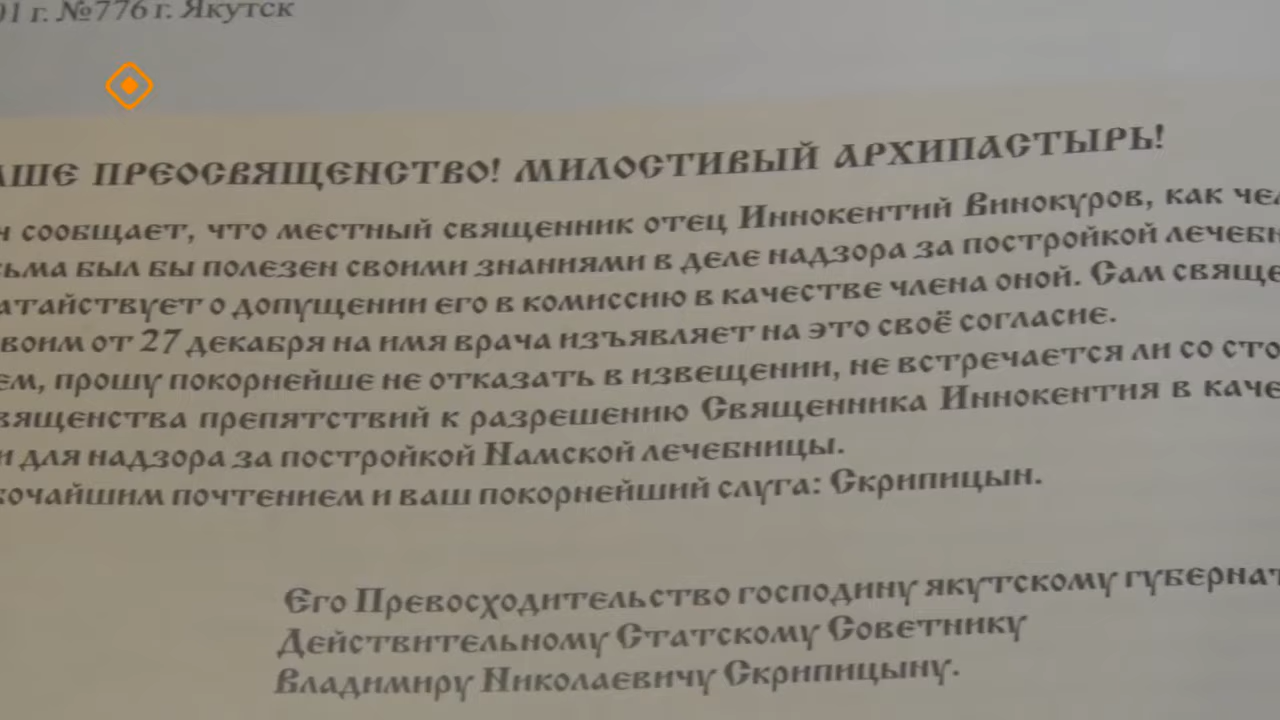 01 г. №776 г. Якутск
АШЕ ПРЕОСВЯЩЕНСТВО! МИЛОСТИВЫЙ АРХИПАСТЫРЬ!
ч сообщает, что местный священник отец Иннокентий Винокуров, как чел
сьма был бы полезен своими знаниями в деле надзора за постройкой лечебн
атайствует о допущении его в комиссию в качестве члена оной. Сам свяще
воим от 27 декабря на имя врача изъявляет на это своё согласие.
ем, прошу покорнейше не отказать в извещении, не встречается ли со сто
вященства препятствий к разрешению Священника Иннокентия в каче
и для надзора за постройкой Намской лечебницы.
бочайшим почтением и ваш покорнейший слуга: Скрипицын.
Его Превосходительство господину якутскому губернат
Действительному Статскому Советнику
Владимиру Николаевичу Скрипицыну.